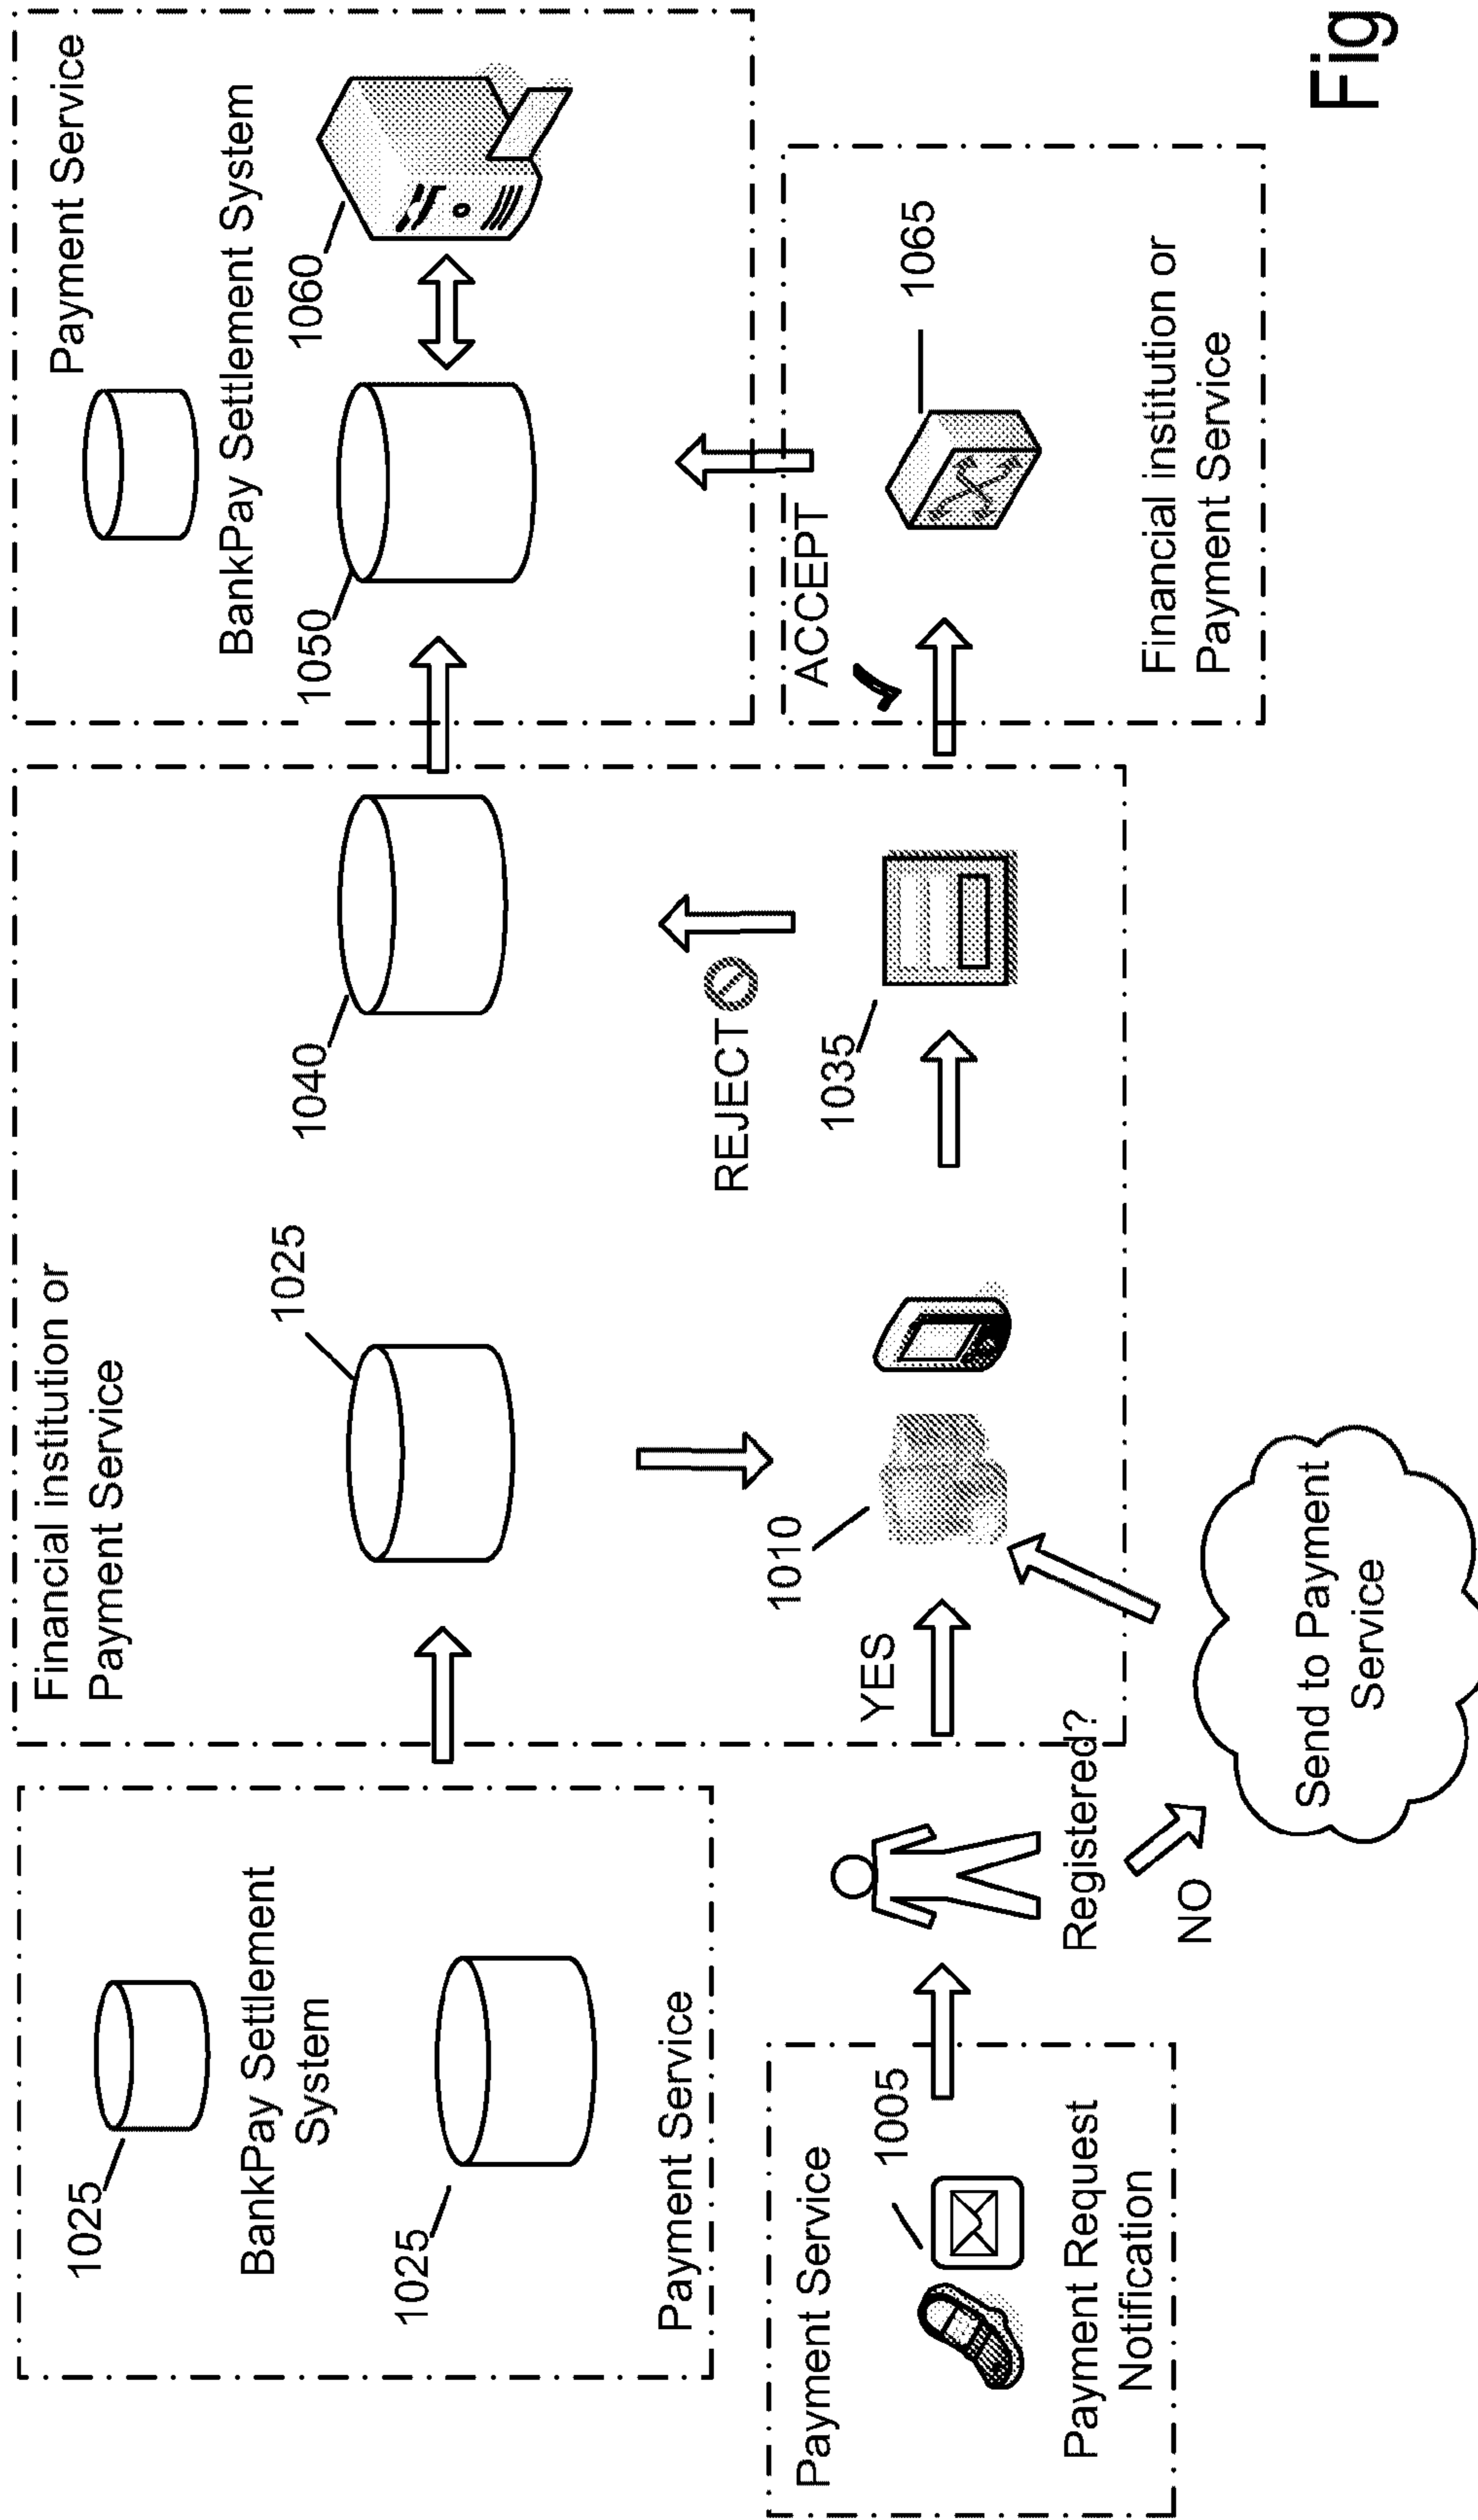 1025
BankPay Settlement
System
1025
Payment Service
Payment Service
1005
Payment Request
Notification
Registered?
YES
NO
Send to Payment
Service
Financial institution or
Payment Service
1025
1010
1040
REJECT
1035
Payment Service
BankPay Settlement System
1050
1060
ACCEPT
1065
Financial institution or
Payment Service
Fig